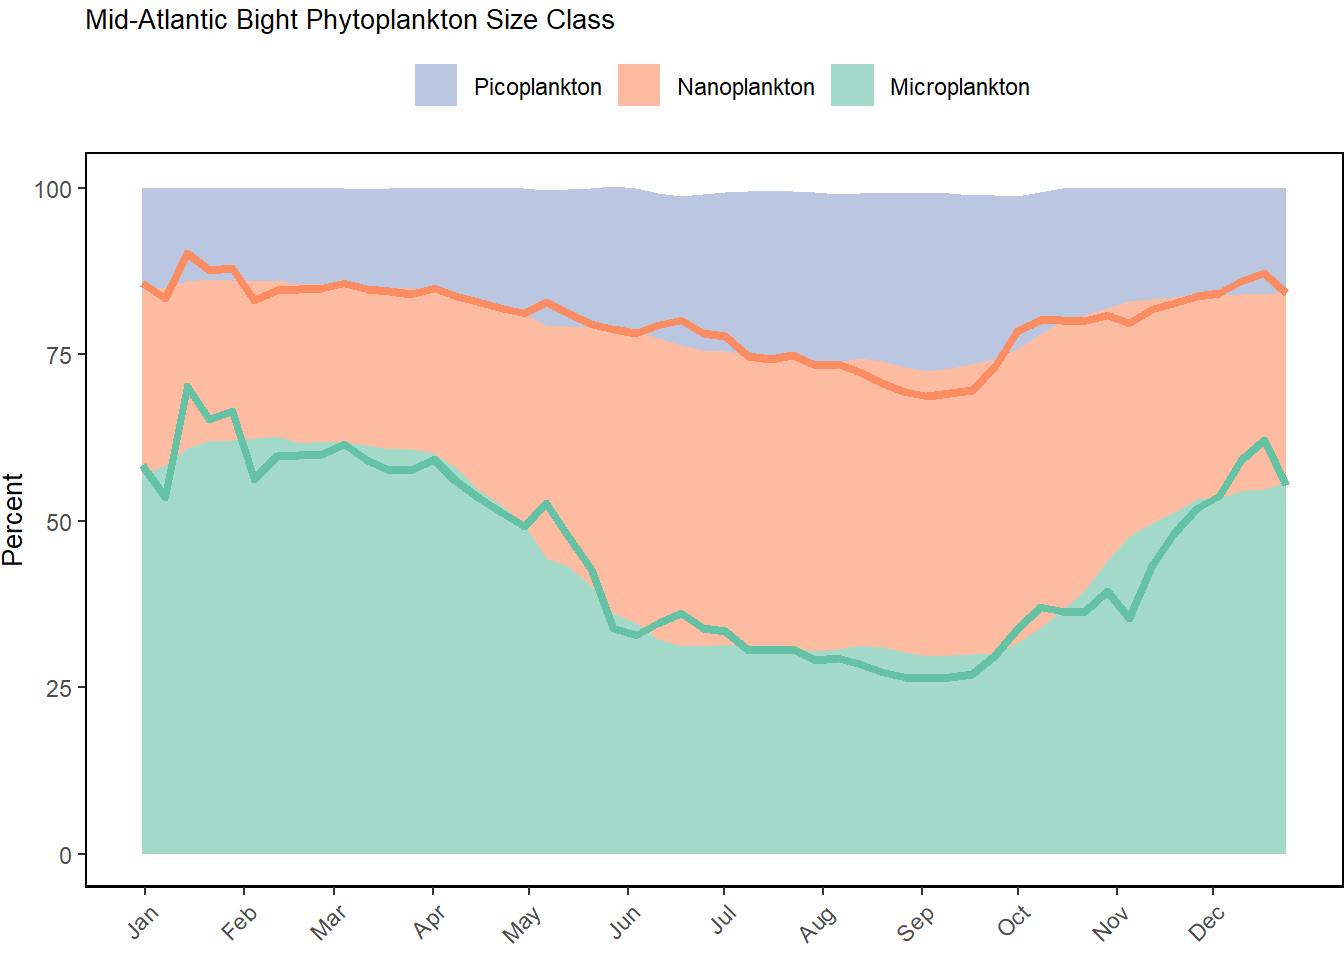 Mid-Atlantic Bight Phytoplankton Size Class
Picoplankton Nanoplankton Microplankton
100
75
50
25
0
Percent
Jan Feb Mar Apr May Jun Jul Aug Sep Oct Nov Dec